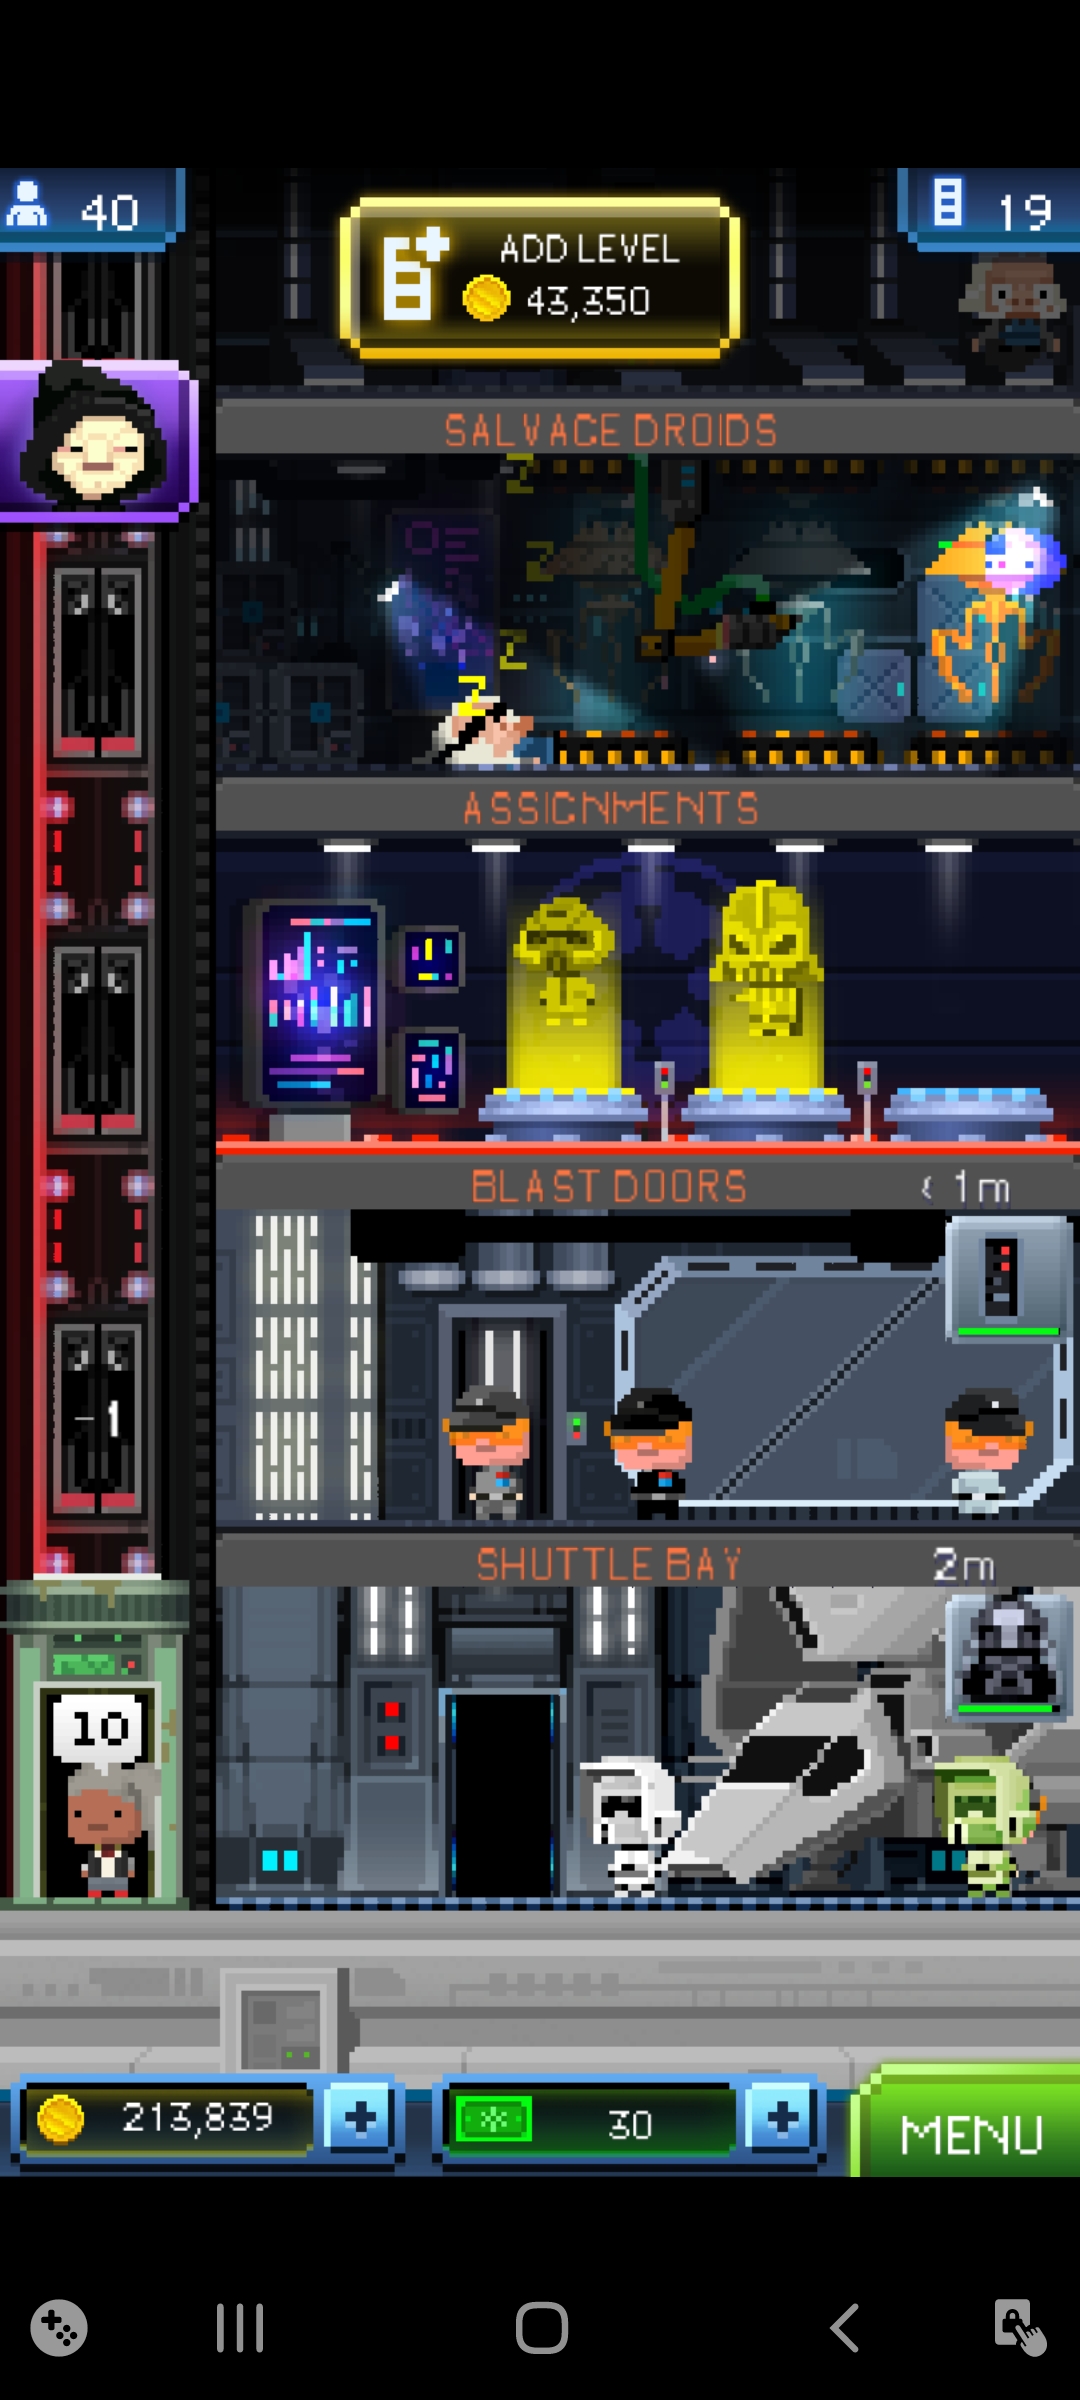 40
19
ADD LEVEL
43,350
SALVAGE DROIDS
Z
Z
Z
Z
ASSIGNMENTS
BLAST DOORS
< 1m
-1
SHUTTLE BAY
2m
10
213,839
30
MENU